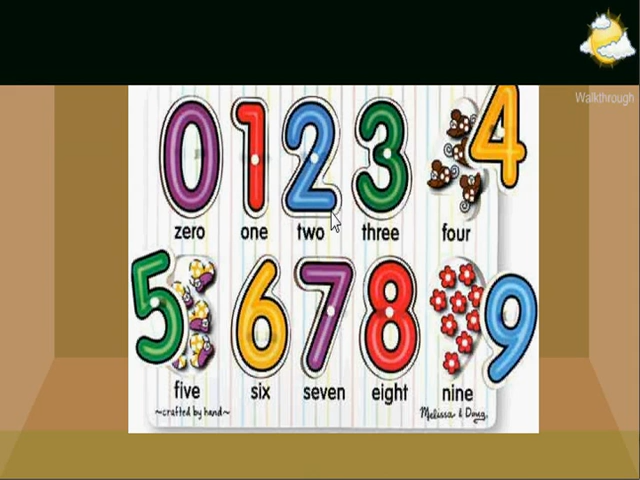 Walkthrough
0 1 2 3 4
zero one two three four
5 6 7 8 9
five six seven eight nine
~crafted by hand~ Melissa & Doug.